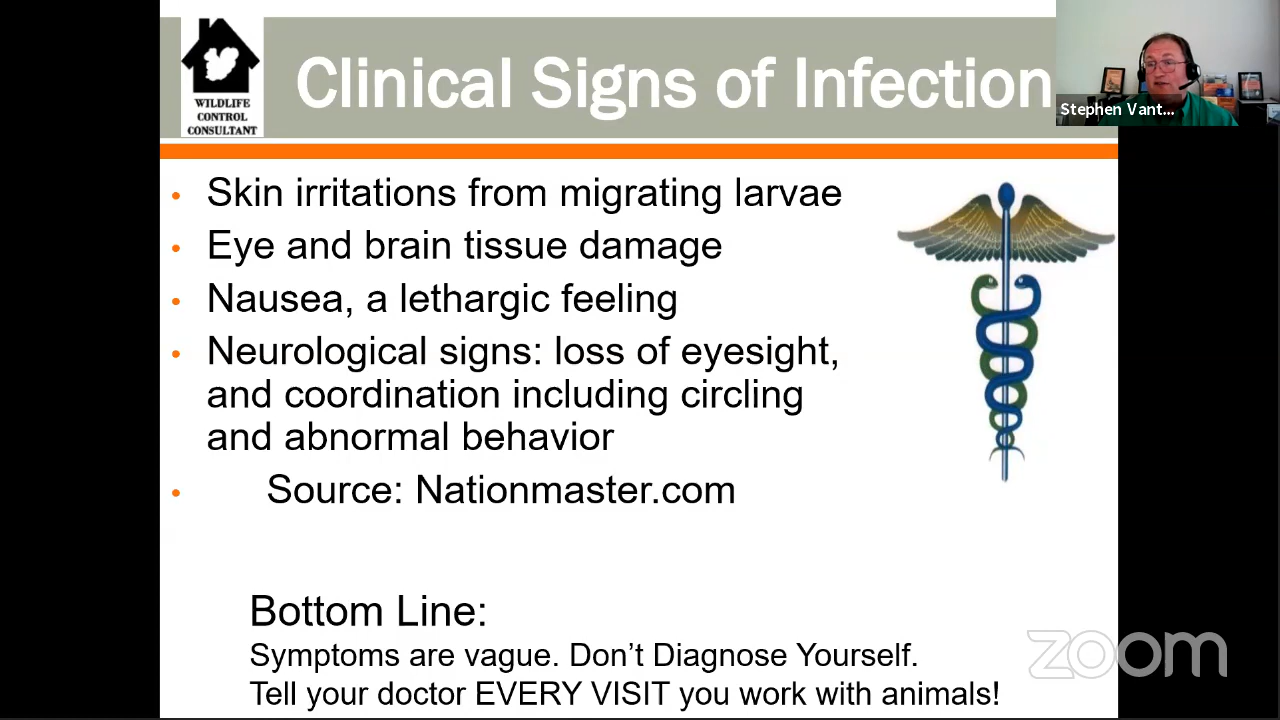 WILDLIFE
CONTROL
CONSULTANT
Clinical Signs of Infection
Stephen Vant...
• Skin irritations from migrating larvae
• Eye and brain tissue damage
• Nausea, a lethargic feeling
• Neurological signs: loss of eyesight,
and coordination including circling
and abnormal behavior
• Source: Nationmaster.com
Bottom Line:
Symptoms are vague. Don’t Diagnose Yourself.
Tell your doctor EVERY VISIT you work with animals!
zoom